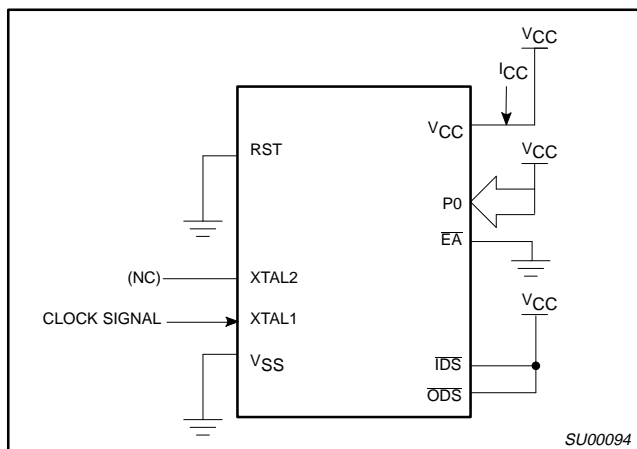 VCC
ICC
VCC
RST
VCC
P0
EA
(NC)
XTAL2
CLOCK SIGNAL
XTAL1
VCC
VSS
IDS
ODS
SU00094